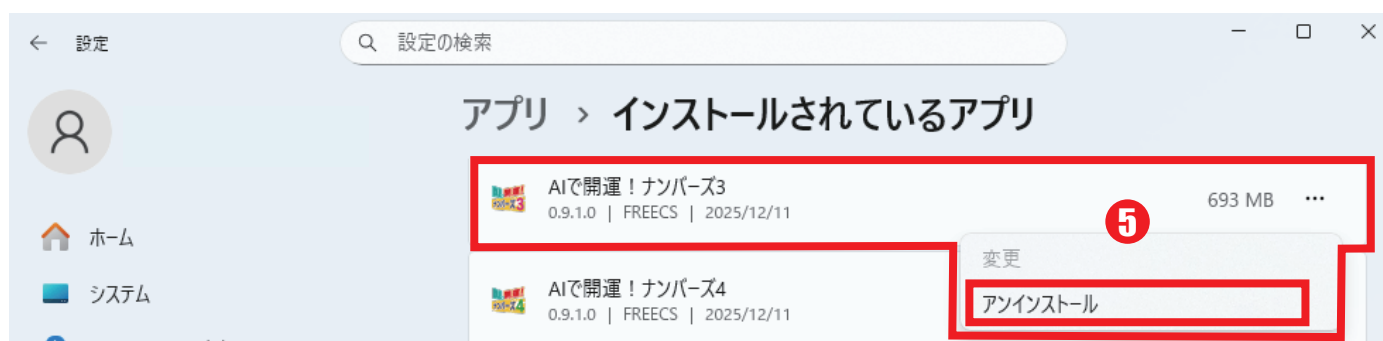 設定
設定の検索
アプリ › インストールされているアプリ
AIで開運！ナンバーズ3
0.9.1.0 | FREECS | 2025/12/11
693 MB
5
変更
アンインストール
AIで開運！ナンバーズ4
0.9.1.0 | FREECS | 2025/12/11
ホーム
システム